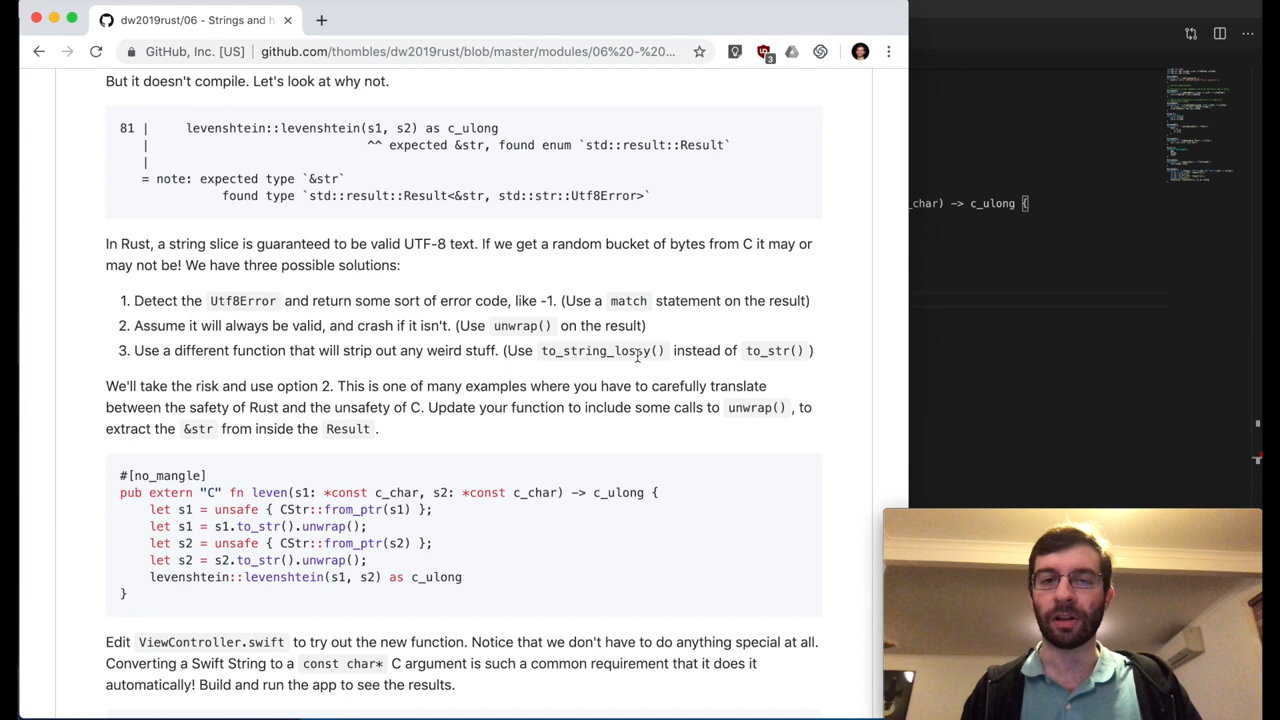 dw2019rust/06 - Strings and h
GitHub, Inc. [US]
github.com/thombles/dw2019rust/blob/master/modules/06%20-%20...
3
But it doesn't compile. Let's look at why not.
81 |     levenshtein::levenshtein(s1, s2) as c_ulong
|                              ^^ expected &str, found enum `std::result::Result`
|
= note: expected type `&str`
found type `std::result::Result<&str, std::str::Utf8Error>`
_char) -> c_ulong {
In Rust, a string slice is guaranteed to be valid UTF-8 text. If we get a random bucket of bytes from C it may or
may not be! We have three possible solutions:
1. Detect the Utf8Error and return some sort of error code, like -1. (Use a match statement on the result)
2. Assume it will always be valid, and crash if it isn't. (Use unwrap() on the result)
3. Use a different function that will strip out any weird stuff. (Use to_string_lossy() instead of to_str() )
We'll take the risk and use option 2. This is one of many examples where you have to carefully translate
between the safety of Rust and the unsafety of C. Update your function to include some calls to unwrap() , to
extract the &str from inside the Result .
#[no_mangle]
pub extern "C" fn leven(s1: *const c_char, s2: *const c_char) -> c_ulong {
let s1 = unsafe { CStr::from_ptr(s1) };
let s1 = s1.to_str().unwrap();
let s2 = unsafe { CStr::from_ptr(s2) };
let s2 = s2.to_str().unwrap();
levenshtein::levenshtein(s1, s2) as c_ulong
}
Edit ViewController.swift to try out the new function. Notice that we don't have to do anything special at all.
Converting a Swift String to a const char* C argument is such a common requirement that it does it
automatically! Build and run the app to see the results.